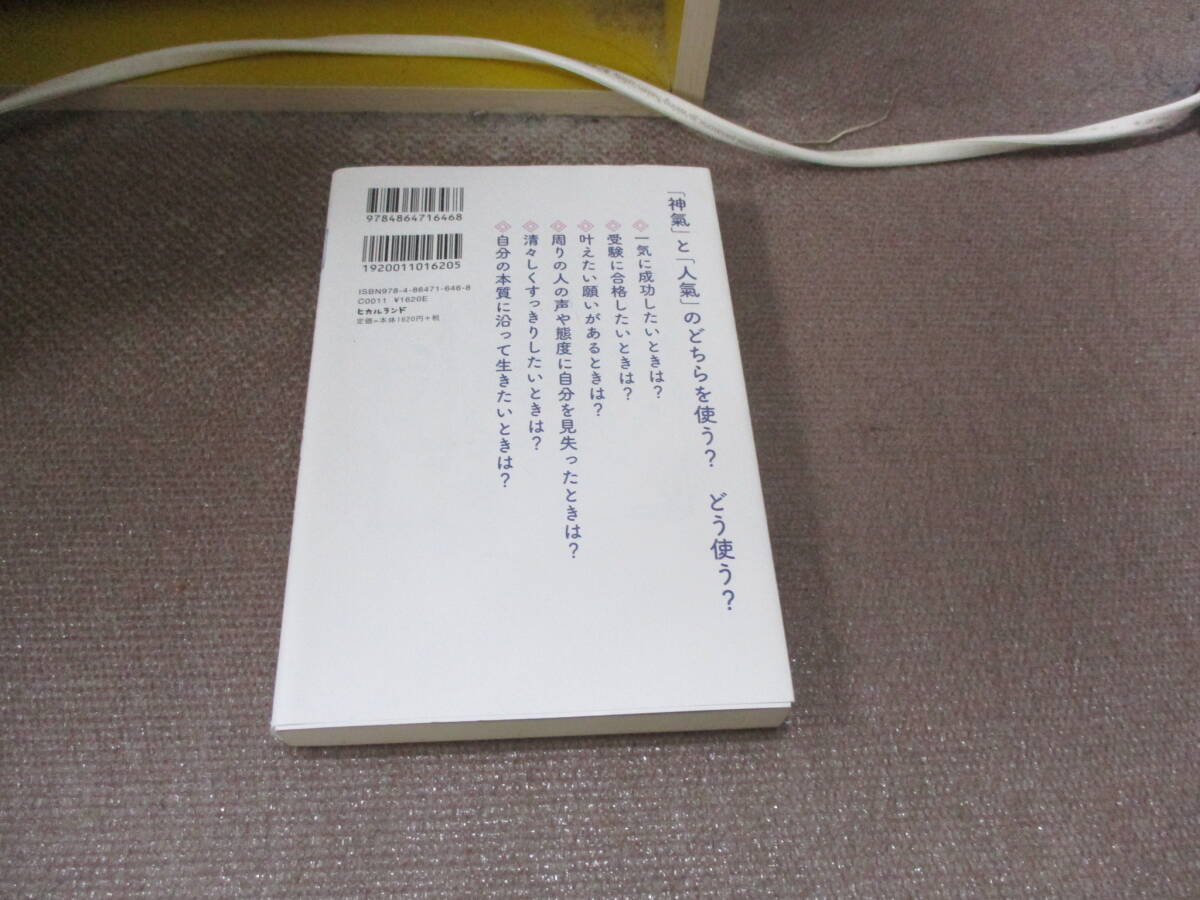 「神氣」と「人氣」のどちらを使う？　どう使う？
一気に成功したいときは？
受験に合格したいときは？
叶えたい願いがあるときは？
周りの人の声や態度に自分を見失ったときは？
清々しくすっきりしたいときは？
自分の本質に沿って生きたいときは？
9784864716468
1920011016205
ISBN978-4-86471-646-8
C0011 ¥1620E
ヒカルランド
定価＝本体1620円＋税